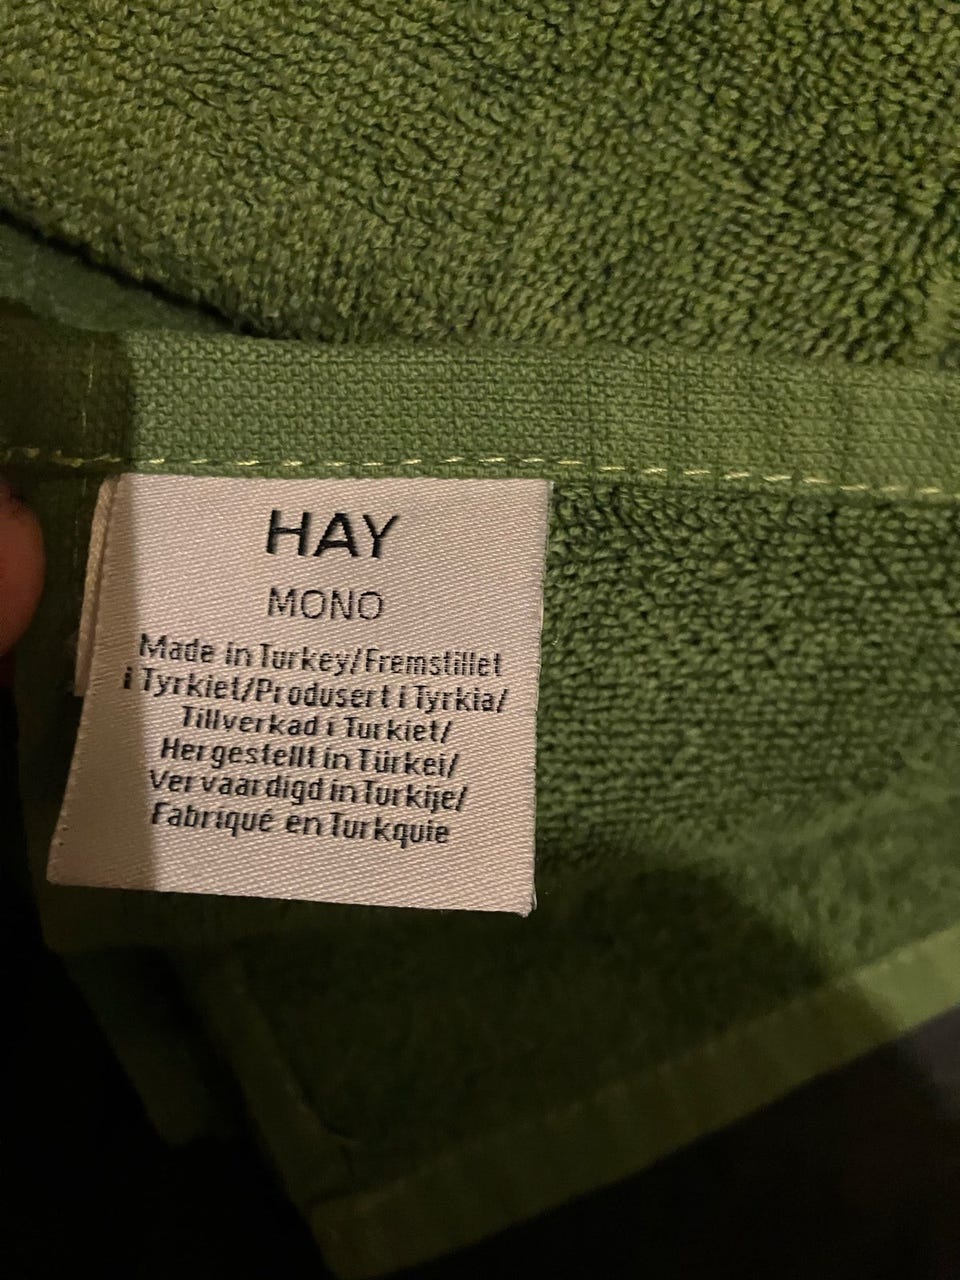 HAY
MONO
Made in Turkey/Fremstillet
i Tyrkiet/Produsert i Tyrkia/
Tillverkad i Turkiet/
Hergestellt in Türkei/
Vervaardigd in Turkije/
Fabriqué en Turkquie